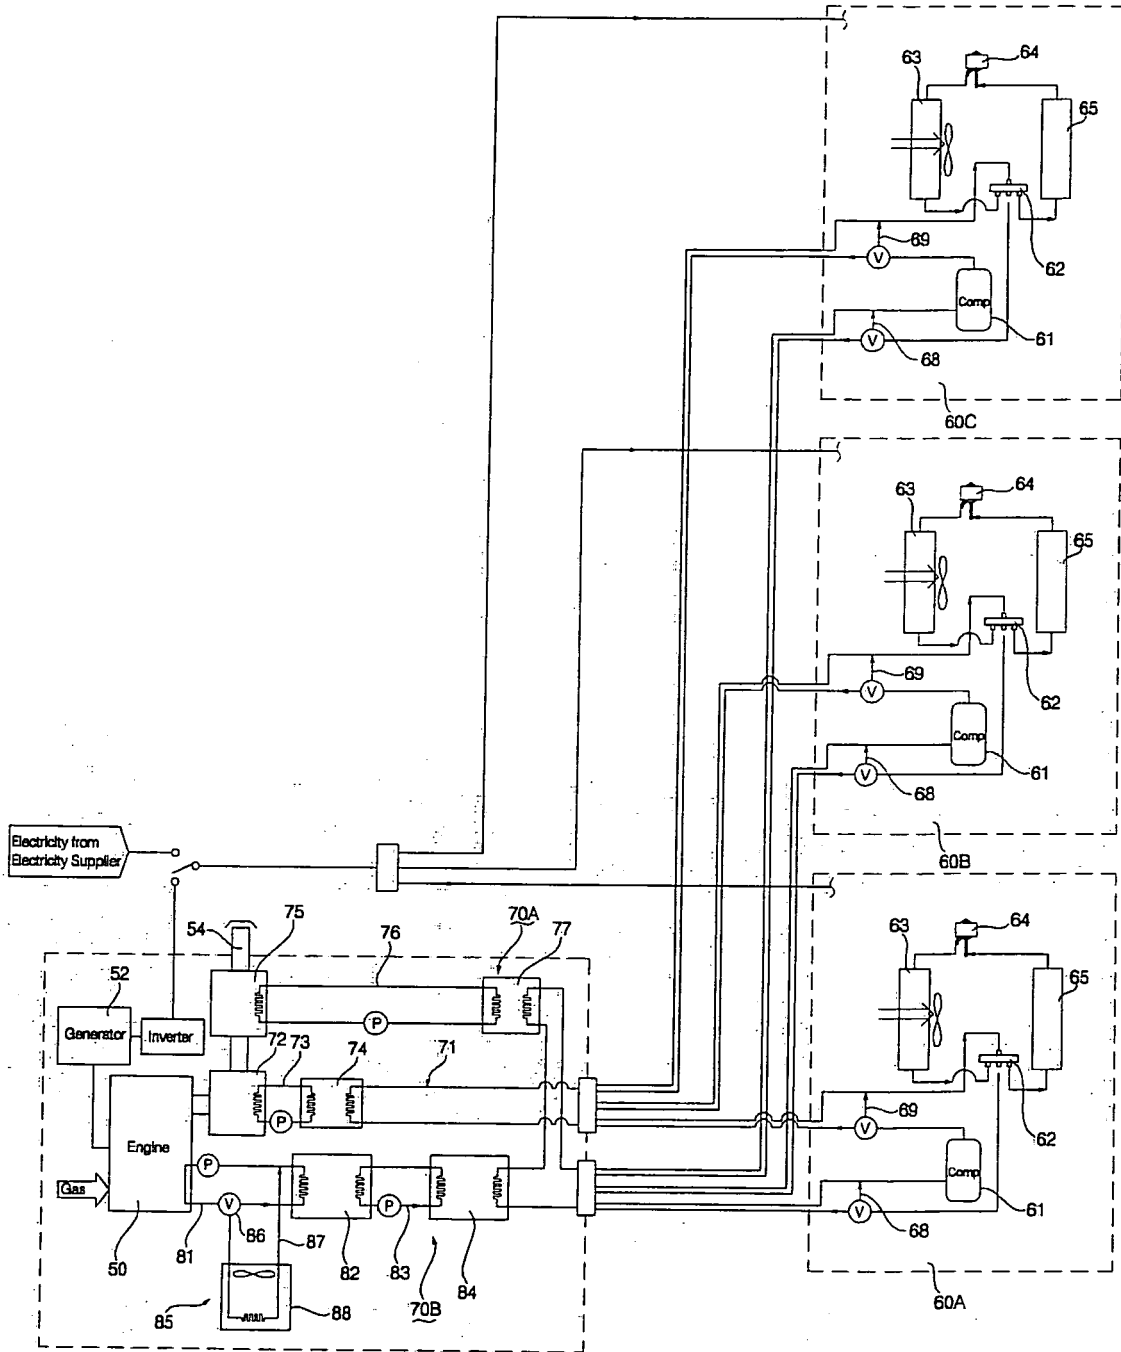 63
64
65
69
62
Comp
61
V
V
68
60C
63
64
65
69
62
Comp
61
V
V
68
60B
Electricity from
Electricity Supplier
63
64
65
69
62
Comp
61
V
V
68
60A
54
75
76
70A
77
52
Generator
Inverter
P
72
73
74
71
P
Engine
Gas
P
V
P
50
81
86
87
82
83
70B
84
85
88